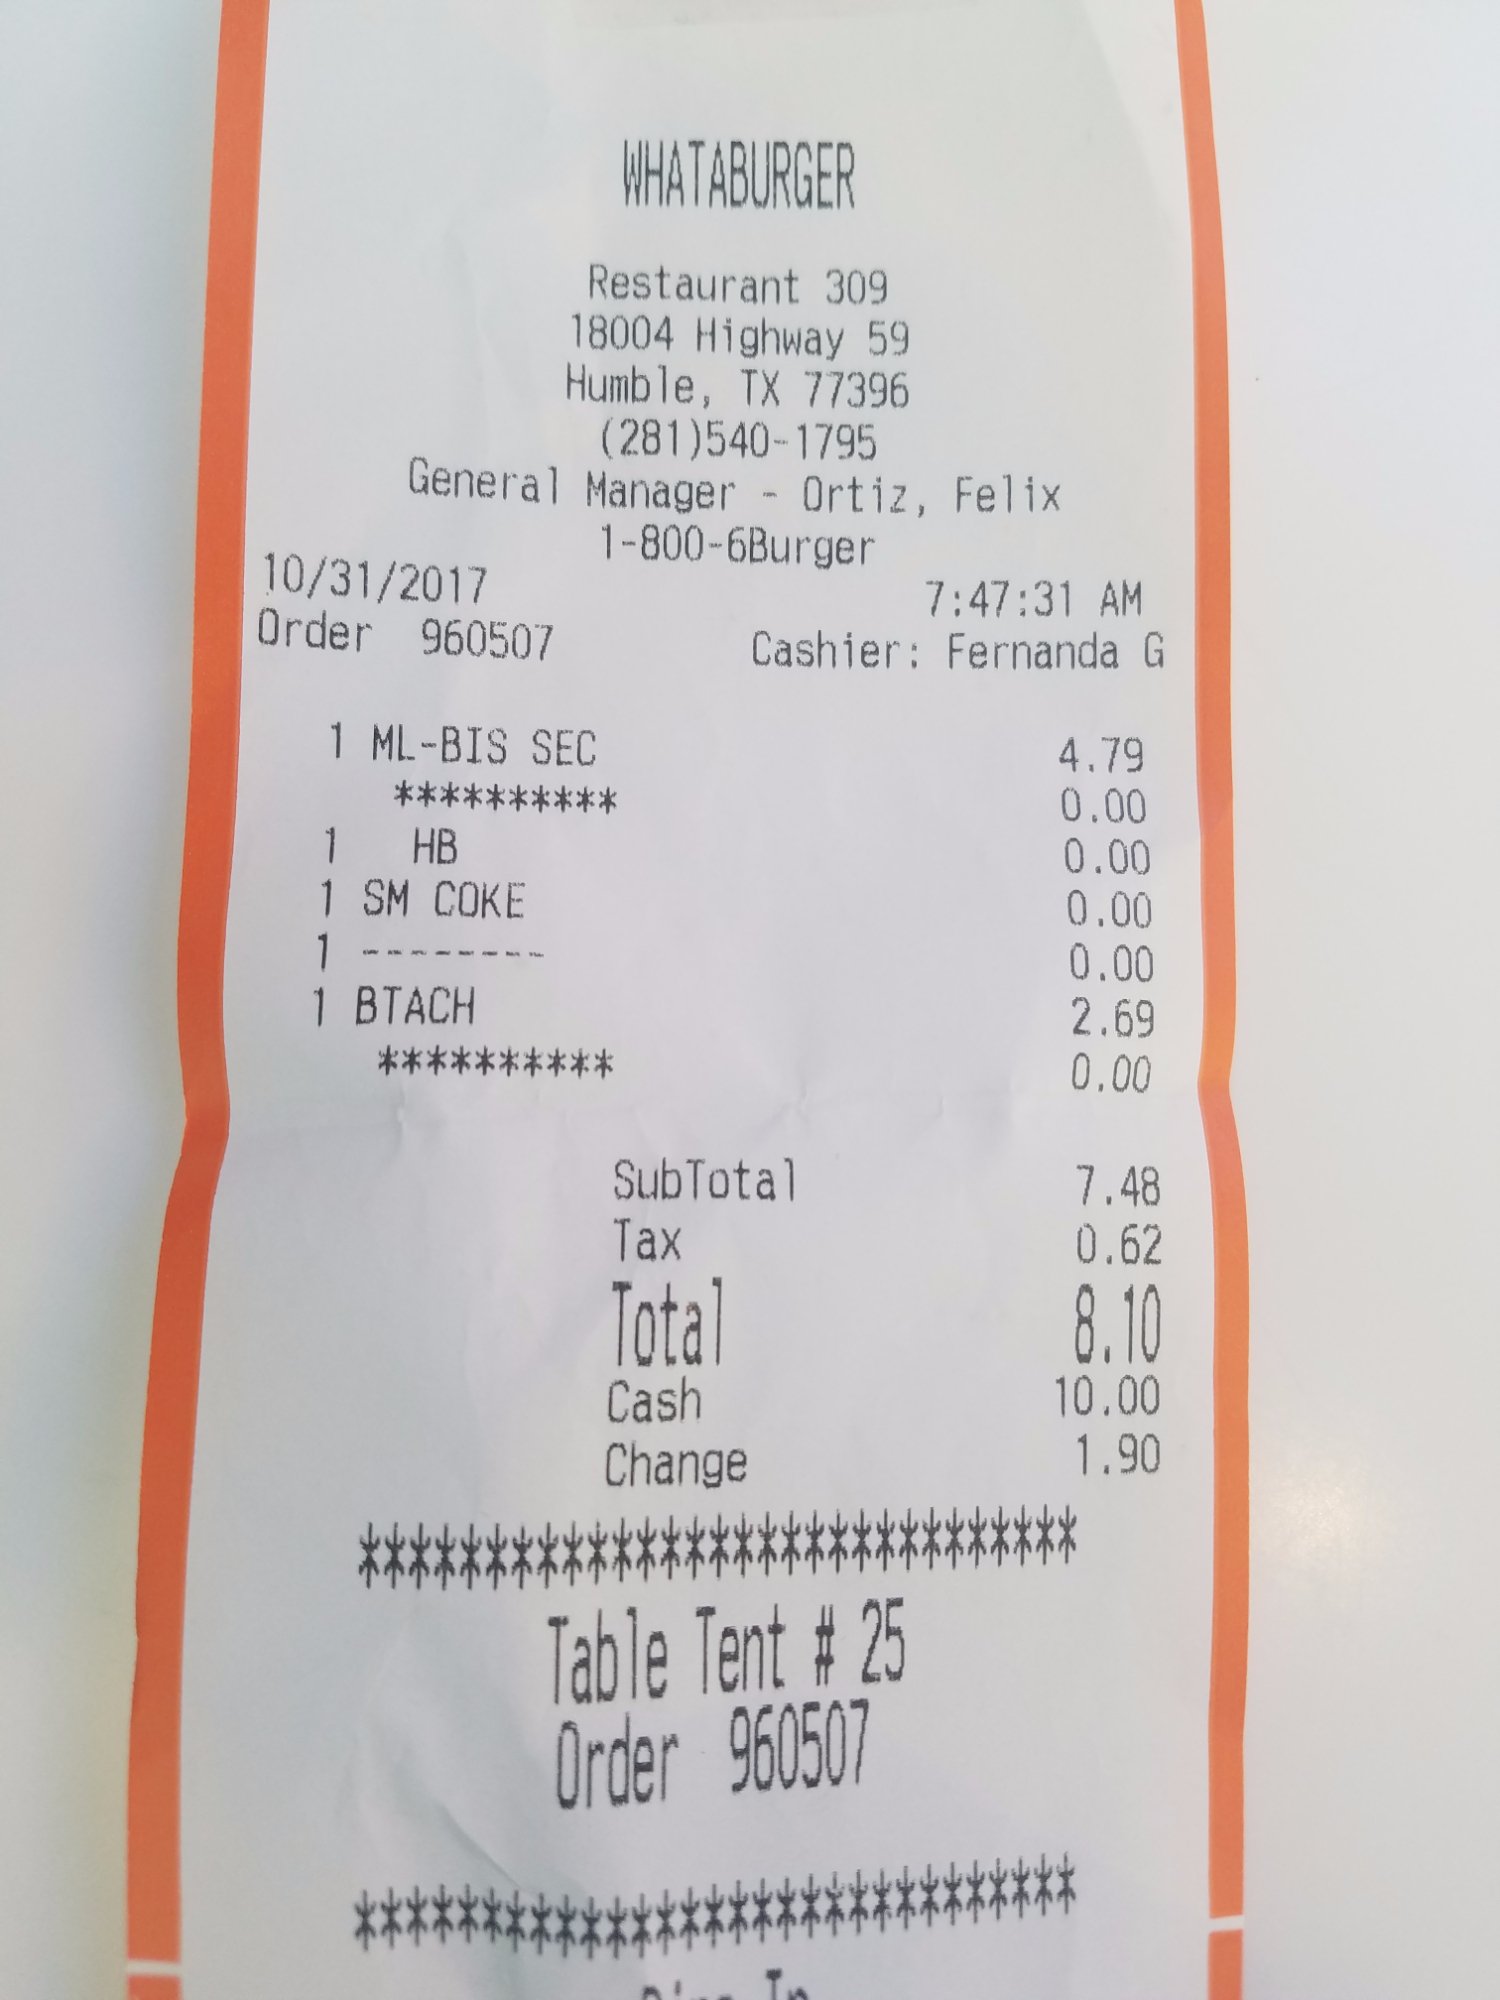 WHATABURGER
Restaurant 309
18004 Highway 59
Humble, TX 77396
(281)540-1795
General Manager - Ortiz, Felix
1-800-6Burger
10/31/2017 7:47:31 AM
Order 960507 Cashier: Fernanda G
1 ML-BIS SEC 4.79
********** 0.00
1 HB 0.00
1 SM COKE 0.00
1 -------- 0.00
1 BTACH 2.69
********** 0.00
SubTotal 7.48
Tax 0.62
Total 8.10
Cash 10.00
Change 1.90
*****************************
Table Tent # 25
Order 960507
*****************************